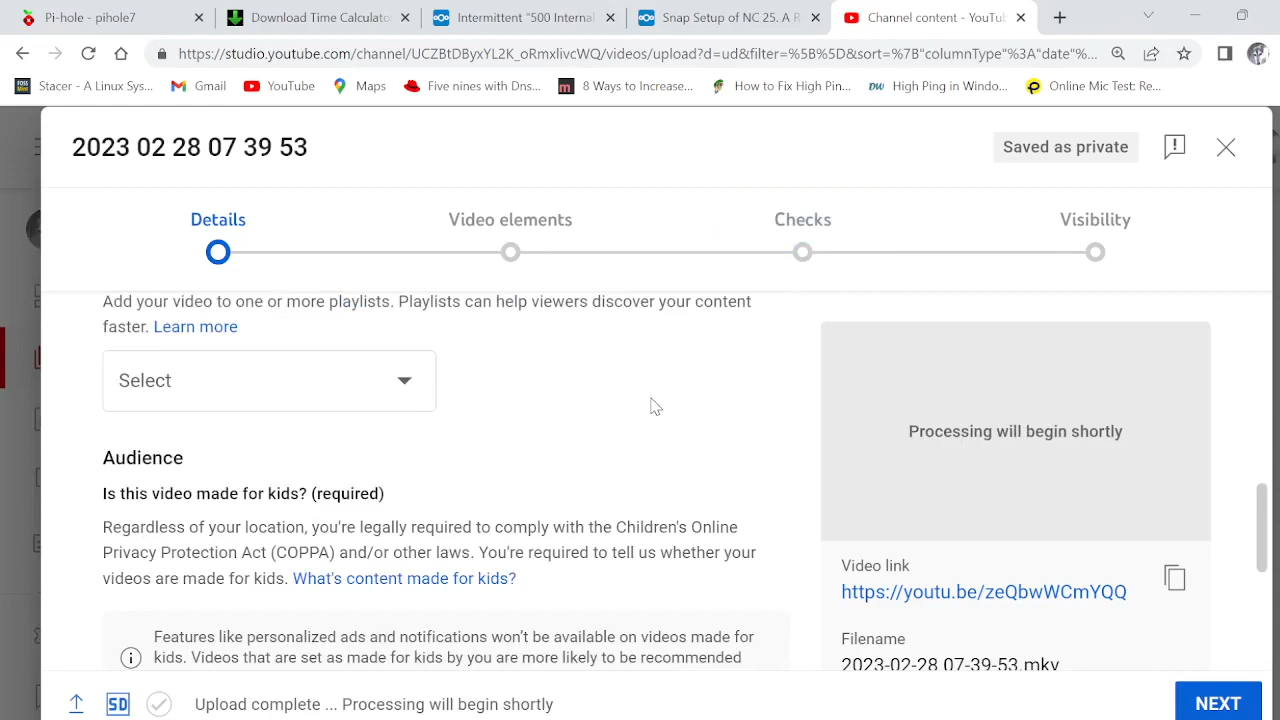 Pi-hole - raspberrypi
Download Time Calculato
Intermittent "500 Internal
Snap Setup of NC 25. A R
Channel content - YouTu
https://studio.youtube.com/channel/UCZBtDByxYL2K_oRmxlivcWQ/videos/upload?d=ud&filter=%5B%5D&sort=%7B"columnType"%3A"date"%...
FOSS
Mint
Stacer - A Linux Sys...
Gmail
YouTube
Maps
Five nines with Dns...
m
8 Ways to Increase...
How to Fix High Pin...
DW
High Ping in Windo...
Online Mic Test: Re...
2023 02 28 07 39 53
Saved as private
Details
Video elements
Checks
Visibility
Add your video to one or more playlists. Playlists can help viewers discover your content
faster. Learn more
Select
Processing will begin shortly
Audience
Is this video made for kids? (required)
Regardless of your location, you're legally required to comply with the Children's Online
Privacy Protection Act (COPPA) and/or other laws. You're required to tell us whether your
videos are made for kids. What's content made for kids?
Video link
https://youtu.be/zeQbwWCmYQQ
Features like personalized ads and notifications won't be available on videos made for
kids. Videos that are set as made for kids by you are more likely to be recommended
Filename
2023-02-28 07-39-53.mkv
SD
Upload complete ... Processing will begin shortly
NEXT